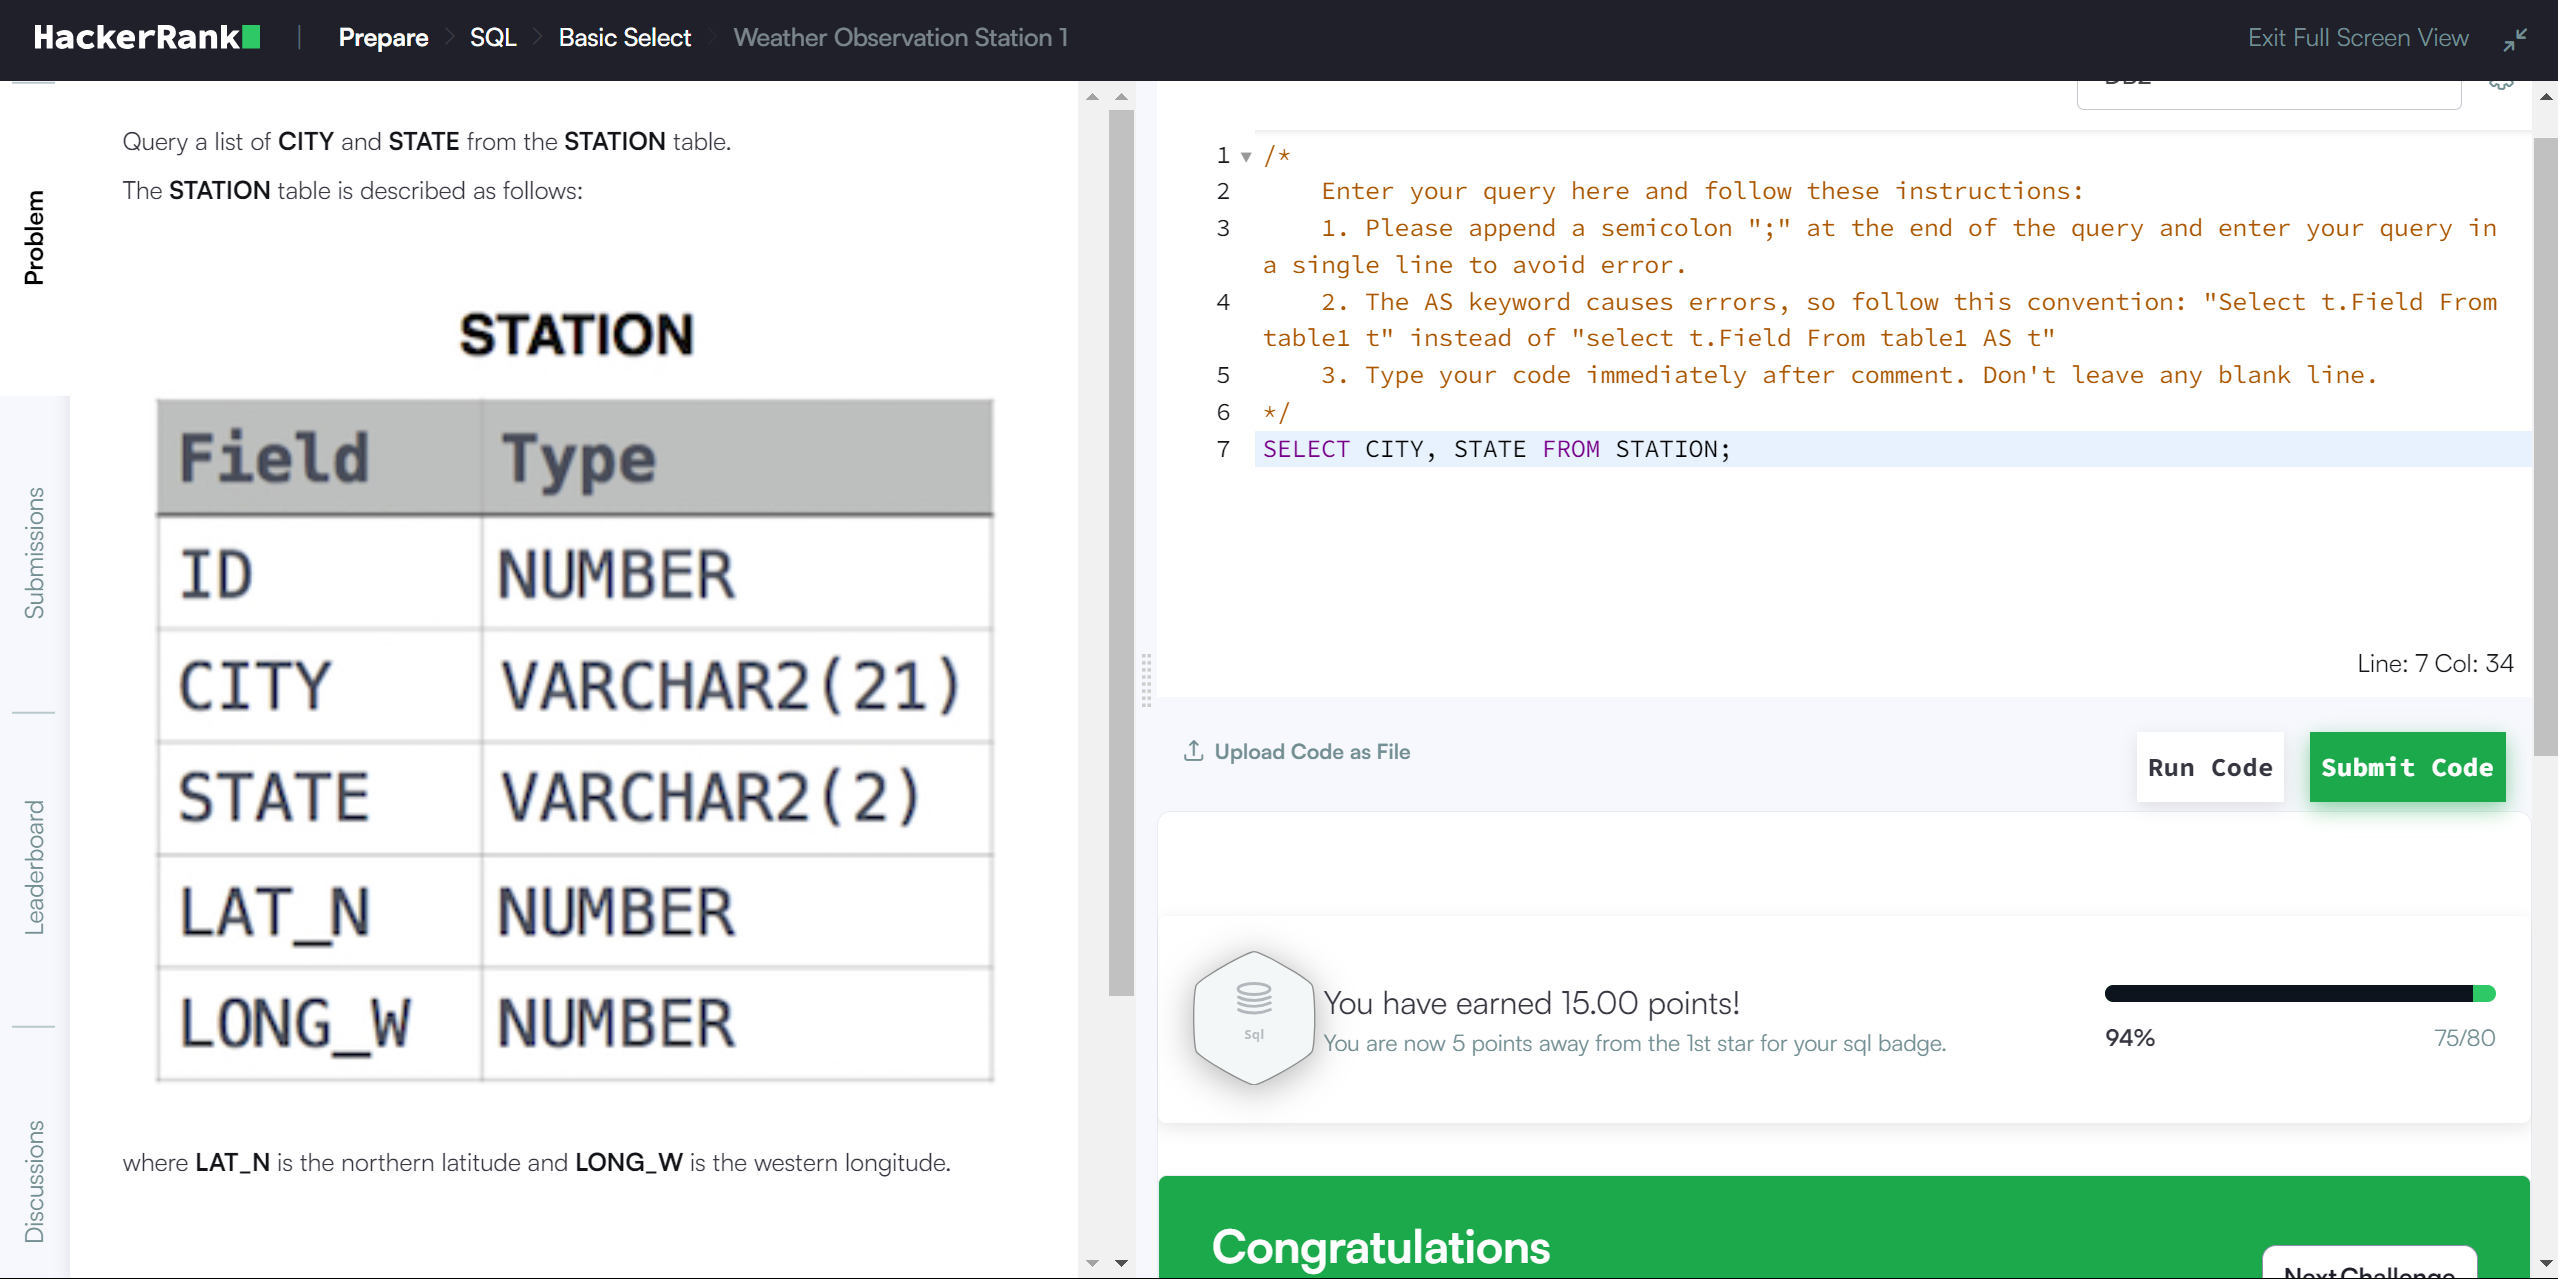 HackerRank | Prepare > SQL > Basic Select > Weather Observation Station 1
Exit Full Screen View
Problem
Submissions
Leaderboard
Discussions
Query a list of CITY and STATE from the STATION table.
The STATION table is described as follows:
STATION
Field Type
ID NUMBER
CITY VARCHAR2(21)
STATE VARCHAR2(2)
LAT_N NUMBER
LONG_W NUMBER
where LAT_N is the northern latitude and LONG_W is the western longitude.
DB2
1 /*
2 Enter your query here and follow these instructions:
3 1. Please append a semicolon ";" at the end of the query and enter your query in
a single line to avoid error.
4 2. The AS keyword causes errors, so follow this convention: "Select t.Field From
table1 t" instead of "select t.Field From table1 AS t"
5 3. Type your code immediately after comment. Don't leave any blank line.
6 */
7 SELECT CITY, STATE FROM STATION;
Line: 7 Col: 34
Upload Code as File
Run Code
Submit Code
Sql
You have earned 15.00 points!
You are now 5 points away from the 1st star for your sql badge.
94%
75/80
Congratulations
Next Challenge